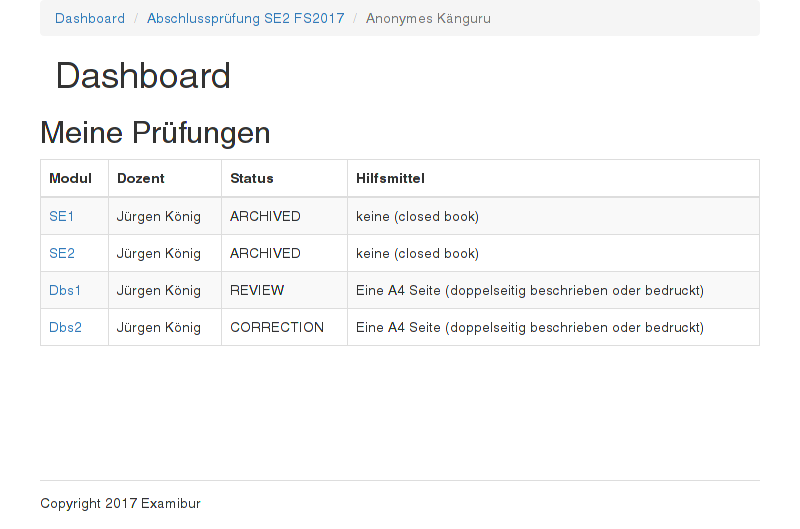 Dashboard / Abschlussprüfung SE2 FS2017 / Anonymes Känguru
Dashboard
Meine Prüfungen
Modul Dozent Status Hilfsmittel
SE1 Jürgen König ARCHIVED keine (closed book)
SE2 Jürgen König ARCHIVED keine (closed book)
Dbs1 Jürgen König REVIEW Eine A4 Seite (doppelseitig beschrieben oder bedruckt)
Dbs2 Jürgen König CORRECTION Eine A4 Seite (doppelseitig beschrieben oder bedruckt)
Copyright 2017 Examibur